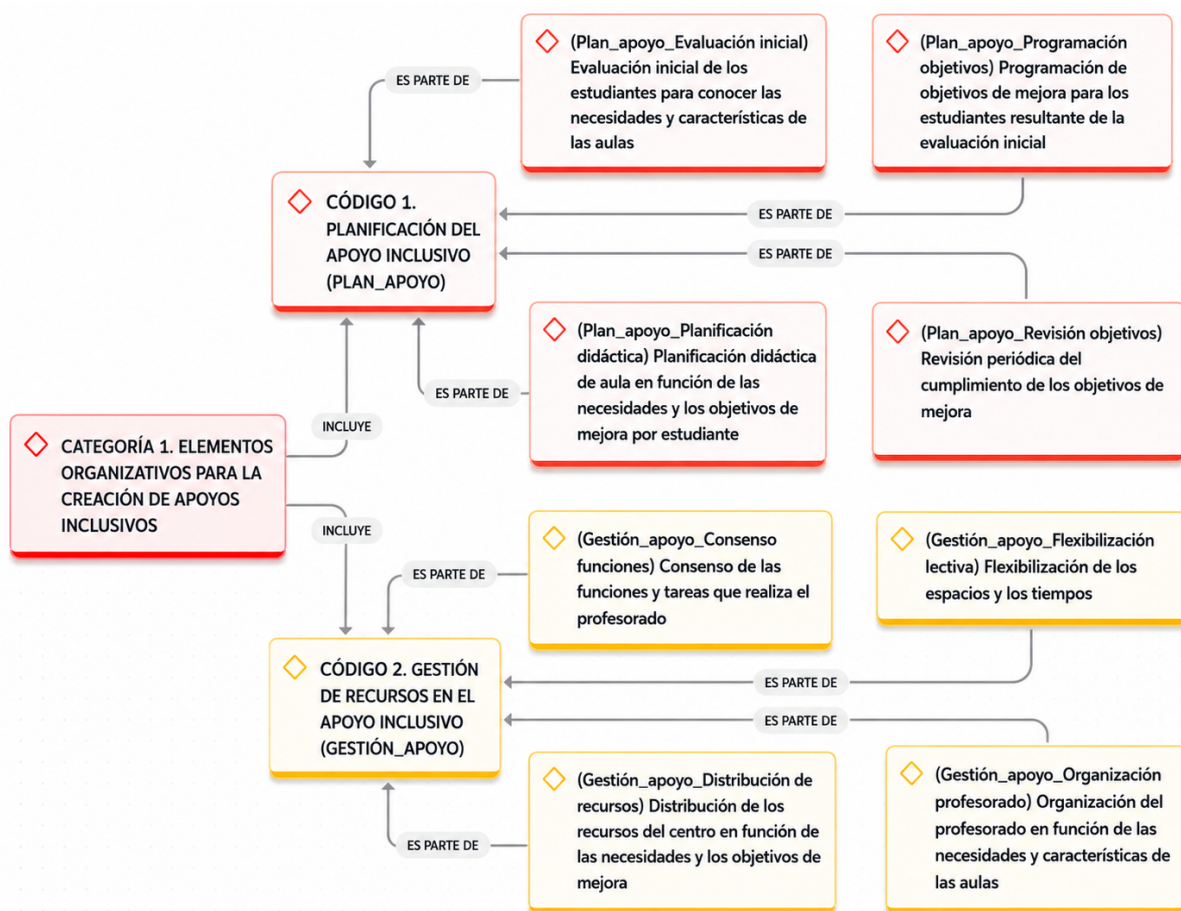 (Plan_apoyo_Evaluación inicial)
Evaluación inicial de los
estudiantes para conocer las
necesidades y características de
las aulas
(Plan_apoyo_Programación
objetivos) Programación de
objetivos de mejora para los
estudiantes resultante de la
evaluación inicial
ES PARTE DE
CÓDIGO 1.
PLANIFICACIÓN DEL
APOYO INCLUSIVO
(PLAN_APOYO)
ES PARTE DE
ES PARTE DE
(Plan_apoyo_Planificación
didáctica) Planificación didáctica
de aula en función de las
necesidades y los objetivos de
mejora por estudiante
(Plan_apoyo_Revisión objetivos)
Revisión periódica del
cumplimiento de los objetivos de
mejora
ES PARTE DE
INCLUYE
CATEGORÍA 1. ELEMENTOS
ORGANIZATIVOS PARA LA
CREACIÓN DE APOYOS
INCLUSIVOS
INCLUYE
(Gestión_apoyo_Consenso
funciones) Consenso de las
funciones y tareas que realiza el
profesorado
(Gestión_apoyo_Flexibilización
lectiva) Flexibilización de los
espacios y los tiempos
ES PARTE DE
CÓDIGO 2. GESTIÓN
DE RECURSOS EN EL
APOYO INCLUSIVO
(GESTIÓN_APOYO)
ES PARTE DE
ES PARTE DE
(Gestión_apoyo_Distribución de
recursos) Distribución de los
recursos del centro en función de
las necesidades y los objetivos de
mejora
(Gestión_apoyo_Organización
profesorado) Organización del
profesorado en función de las
necesidades y características de
las aulas
ES PARTE DE